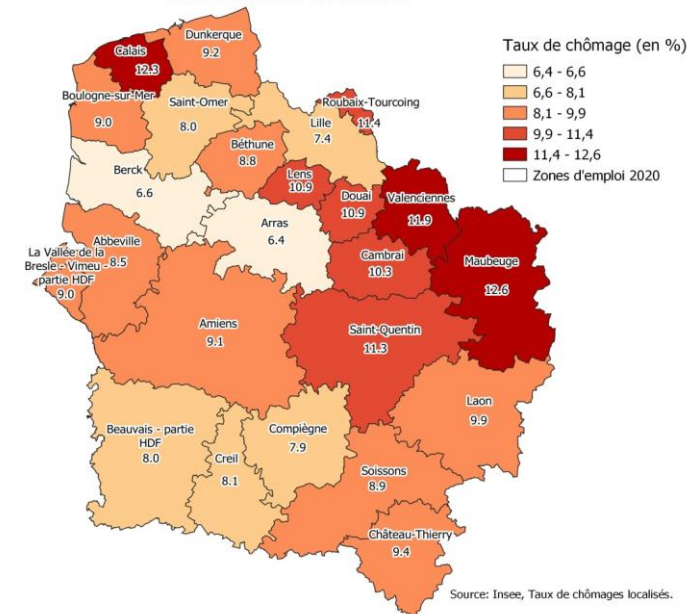 Taux de chômage (en %)
6,4 - 6,6
6,6 - 8,1
8,1 - 9,9
9,9 - 11,4
11,4 - 12,6
Zones d'emploi 2020
Dunkerque
9.2
Calais
12.3
Boulogne-sur-Mer
9.0
Saint-Omer
8.0
Roubaix-Tourcoing
11.4
Lille
7.4
Béthune
8.8
Berck
6.6
Lens
10.9
Douai
10.9
Valenciennes
11.9
Arras
6.4
Abbeville
8.5
La Vallée de la
Bresle - Vimeu -
partie HDF
9.0
Cambrai
10.3
Maubeuge
12.6
Amiens
9.1
Saint-Quentin
11.3
Laon
9.9
Beauvais - partie
HDF
8.0
Creil
8.1
Compiègne
7.9
Soissons
8.9
Château-Thierry
9.4
Source: Insee, Taux de chômages localisés.